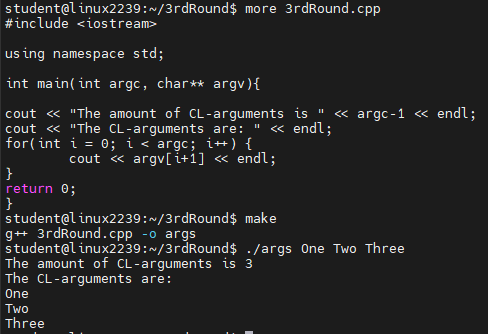 student@linux2239:~/3rdRound$ more 3rdRound.cpp
#include <iostream>
using namespace std;
int main(int argc, char** argv){
cout << "The amount of CL-arguments is " << argc-1 << endl;
cout << "The CL-arguments are: " << endl;
for(int i = 0; i < argc; i++) {
        cout << argv[i+1] << endl;
}
return 0;
}
student@linux2239:~/3rdRound$ make
g++ 3rdRound.cpp -o args
student@linux2239:~/3rdRound$ ./args One Two Three
The amount of CL-arguments is 3
The CL-arguments are:
One
Two
Three